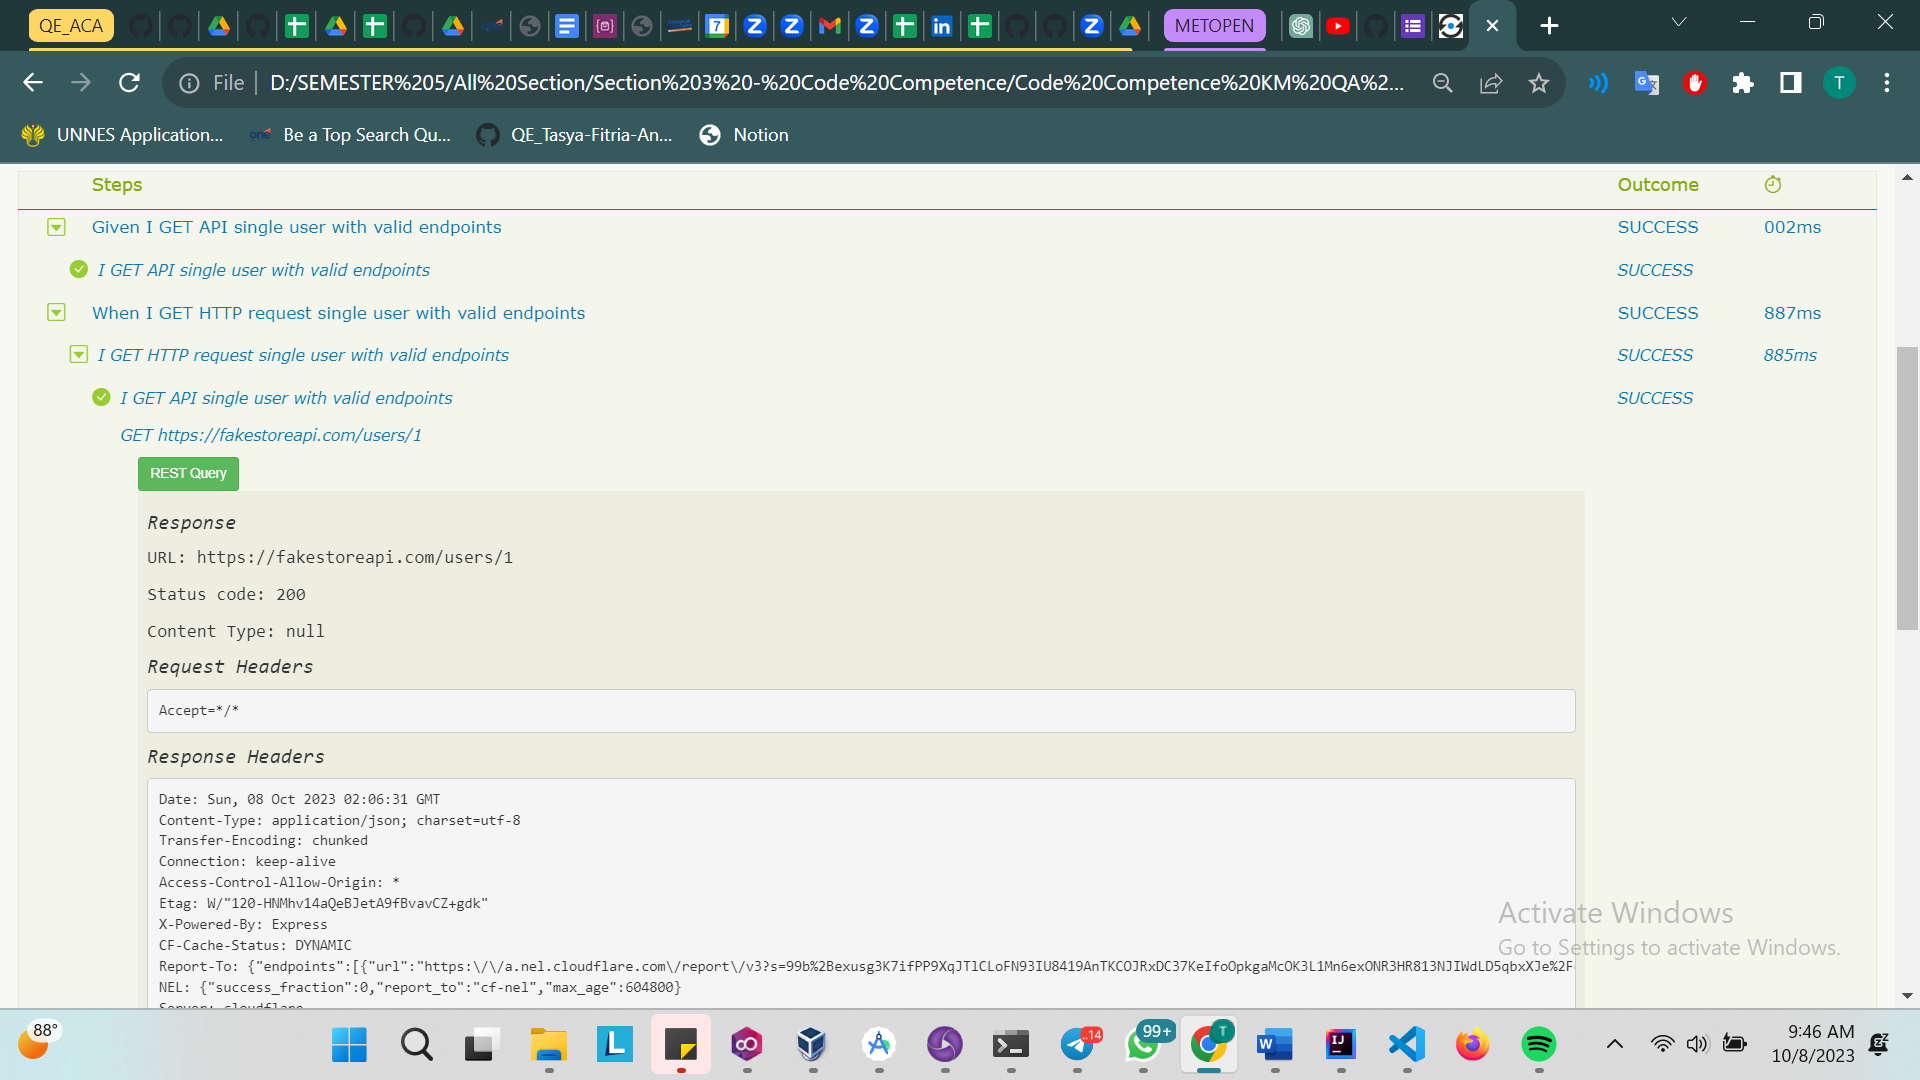 QE_ACA
METOPEN
File
D:/SEMESTER%205/All%20Section/Section%203%20-%20Code%20Competence/Code%20Competence%20KM%20QA%2...
T
UNNES Application...
one Be a Top Search Qu...
QE_Tasya-Fitria-An...
Notion
Steps Outcome
Given I GET API single user with valid endpoints SUCCESS 002ms
I GET API single user with valid endpoints SUCCESS
When I GET HTTP request single user with valid endpoints SUCCESS 887ms
I GET HTTP request single user with valid endpoints SUCCESS 885ms
I GET API single user with valid endpoints SUCCESS
GET https://fakestoreapi.com/users/1
REST Query
Response
URL: https://fakestoreapi.com/users/1
Status code: 200
Content Type: null
Request Headers
Accept=*/*
Response Headers
Date: Sun, 08 Oct 2023 02:06:31 GMT
Content-Type: application/json; charset=utf-8
Transfer-Encoding: chunked
Connection: keep-alive
Access-Control-Allow-Origin: *
Etag: W/"120-HNMhv14aQeBJetA9fBvavCZ+gdk"
X-Powered-By: Express
CF-Cache-Status: DYNAMIC
Report-To: {"endpoints":[{"url":"https:\/\/a.nel.cloudflare.com\/report\/v3?s=99b%2Bexusg3K7ifPP9XqJTlCLoFN93IU8419AnTKCOJRxDC37KeIfoOpkgaMcOK3L1Mn6exONR3HR813NJIWdLD5qbxXJe%2F
NEL: {"success_fraction":0,"report_to":"cf-nel","max_age":604800}
Server: cloudflare
Activate Windows
Go to Settings to activate Windows.
88°
..14
99+
T
9:46 AM
10/8/2023